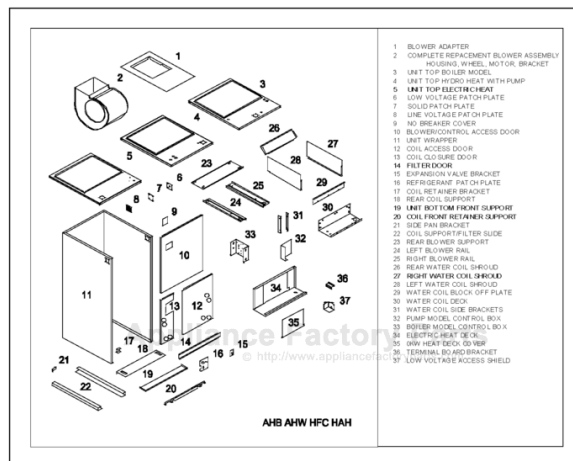 1
2
3
4
5
6
7
8
9
10
11
12
13
14
15
16
17
18
19
20
21
22
23
24
25
26
27
28
29
30
31
32
33
34
35
36
37
Appliance Factory Parts
© http://www.appliancefac
AHB AHW HFC HAH
1 BLOWER ADAPTER
2 COMPLETE REPACEMENT BLOWER ASSEMBLY
HOUSING, WHEEL, MOTOR, BRACKET
3 UNIT TOP BOILER MODEL
4 UNIT TOP HYDRO HEAT WITH PUMP
5 UNIT TOP ELECTRIC HEAT
6 LOW VOLTAGE PATCH PLATE
7 SOLID PATCH PLATE
8 LINE VOLTAGE PATCH PLATE
9 NO BREAKER COVER
10 BLOWER/CONTROL ACCESS DOOR
11 UNIT WRAPPER
12 COIL ACCESS DOOR
13 COIL CLOSURE DOOR
14 FILTER DOOR
15 EXPANSION VALVE BRACKET
16 REFRIGERANT PATCH PLATE
17 COIL RETAINER BRACKET
18 REAR COIL SUPPORT
19 UNIT BOTTOM FRONT SUPPORT
20 COIL FRONT RETAINER SUPPORT
21 SIDE PAN BRACKET
22 COIL SUPPORT/FILTER SLIDE
23 REAR BLOWER SUPPORT
24 LEFT BLOWER RAIL
25 RIGHT BLOWER RAIL
26 REAR WATER COIL SHROUD
27 RIGHT WATER COIL SHROUD
28 LEFT WATER COIL SHROUD
29 WATER COIL BLOCK OFF PLATE
30 WATER COIL DECK
31 WATER COIL SIDE BRACKETS
32 PUMP MODEL CONTROL BOX
33 BOILER MODEL CONTROL BOX
34 ELECTRIC HEAT DECK
35 0KW HEAT DECK COVER
36 TERMINAL BOARD BRACKET
37 LOW VOLTAGE ACCESS SHIELD